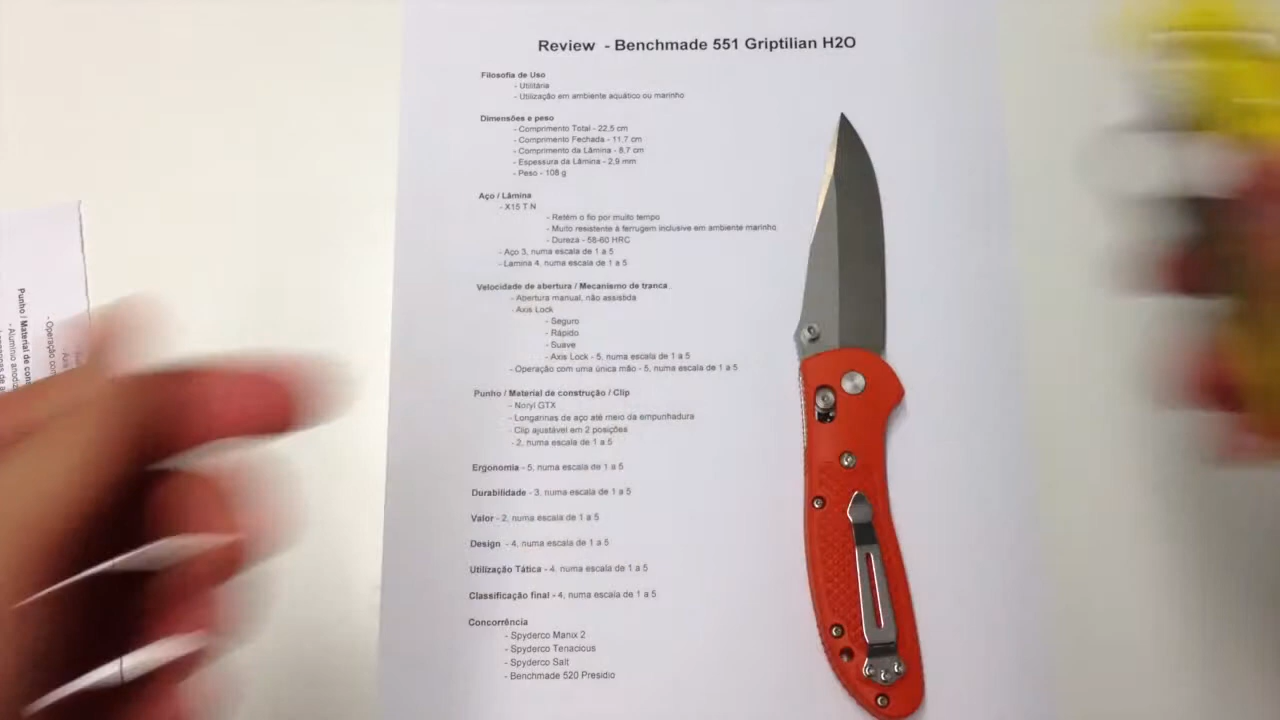 Review - Benchmade 551 Griptilian H2O
Filosofia de Uso
- Utilitária
- Utilização em ambiente aquático ou marinho
Dimensões e peso
- Comprimento Total - 22,5 cm
- Comprimento Fechada - 11,7 cm
- Comprimento da Lâmina - 8,7 cm
- Espessura da Lâmina - 2,9 mm
- Peso - 108 g
Aço / Lâmina
- X15 T N
- Retém o fio por muito tempo
- Muito resistente à ferrugem inclusive em ambiente marinho
- Dureza - 58-60 HRC
- Aço 3, numa escala de 1 a 5
- Lamina 4, numa escala de 1 a 5
Velocidade de abertura / Mecanismo de tranca
- Abertura manual, não assistida
- Axis Lock
- Seguro
- Rápido
- Suave
- Axis Lock - 5, numa escala de 1 a 5
- Operação com uma única mão - 5, numa escala de 1 a 5
Punho / Material de construção / Clip
- Noryl GTX
- Longarinas de aço até meio da empunhadura
- Clip ajustável em 2 posições
- 2, numa escala de 1 a 5
Ergonomia - 5, numa escala de 1 a 5
Durabilidade - 3, numa escala de 1 a 5
Valor - 2, numa escala de 1 a 5
Design - 4, numa escala de 1 a 5
Utilização Tática - 4, numa escala de 1 a 5
Classificação final - 4, numa escala de 1 a 5
Concorrência
- Spyderco Manix 2
- Spyderco Tenacious
- Spyderco Salt
- Benchmade 520 Presidio
- Operação com
Punho / Material de cons
- Alumínio anodiz